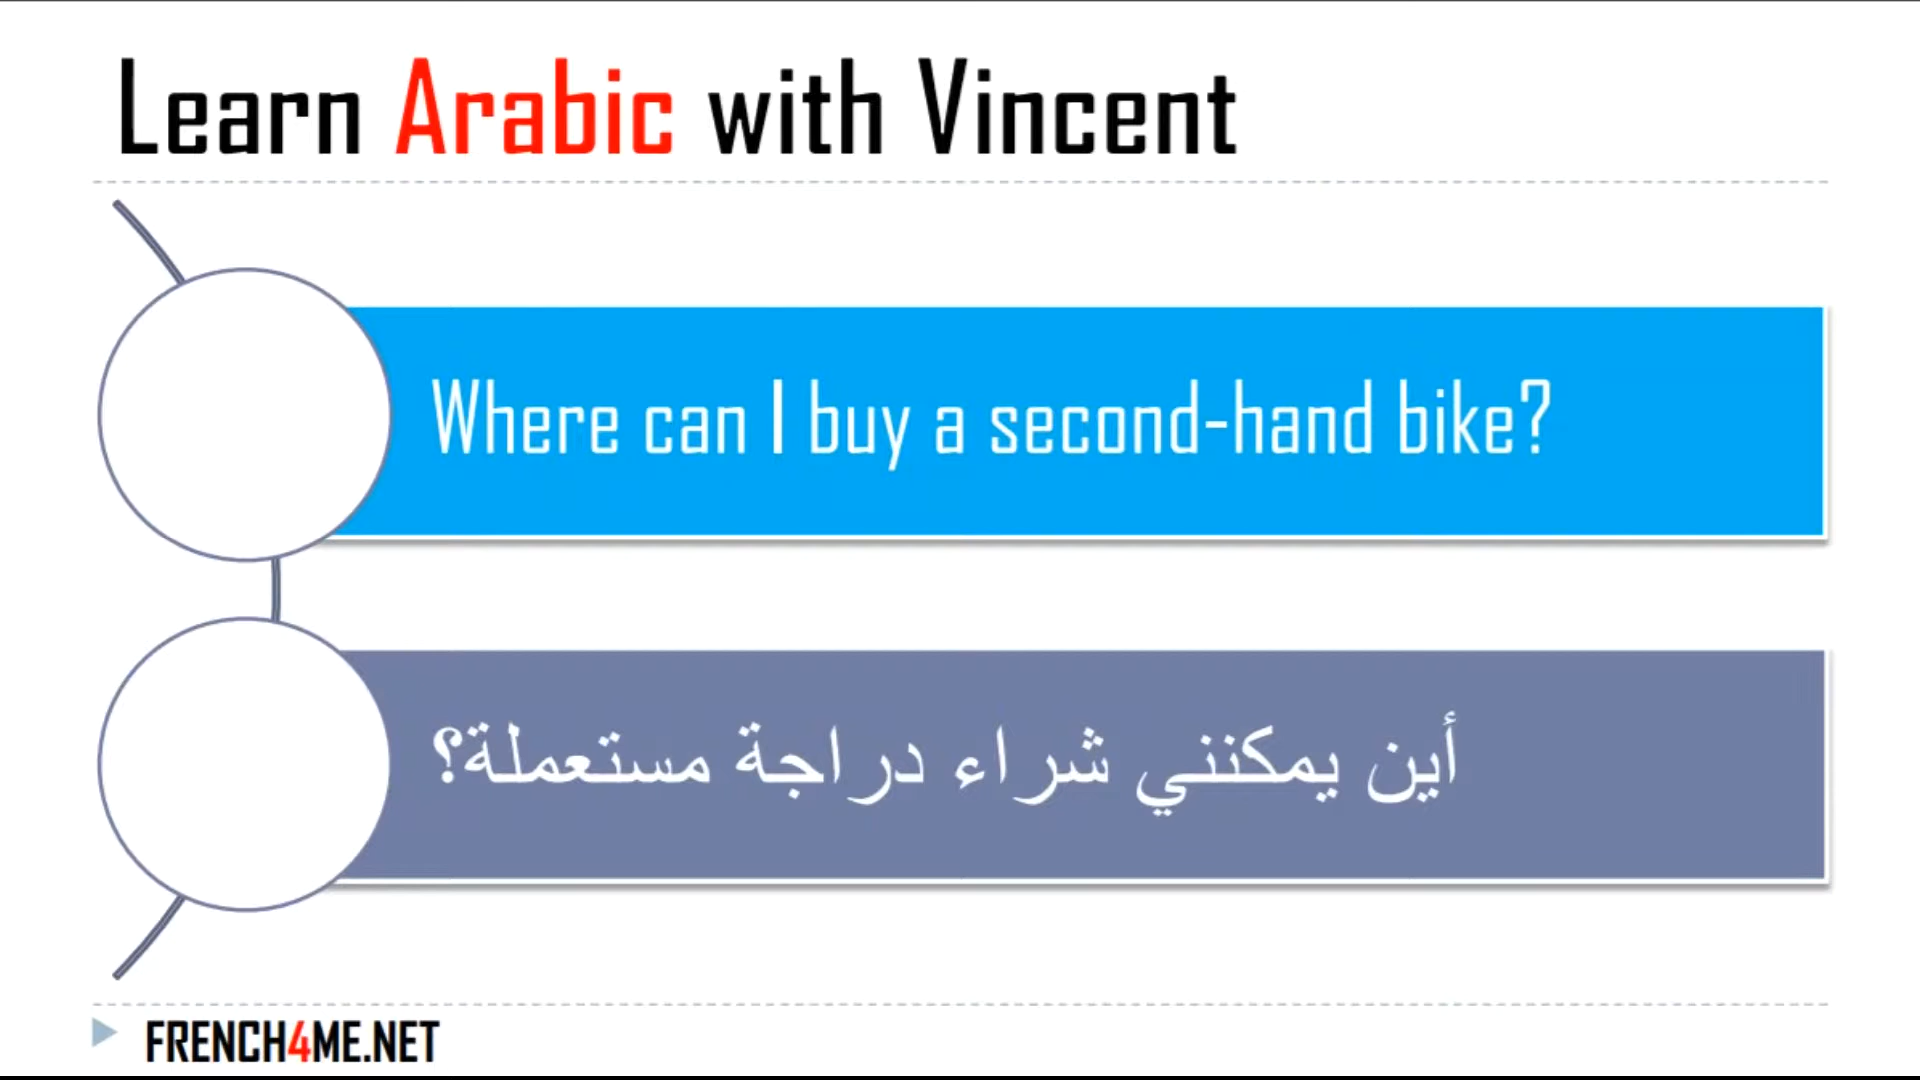 Learn Arabic with Vincent
Where can I buy a second-hand bike?
أين يمكنني شراء دراجة مستعملة؟
FRENCH4ME.NET